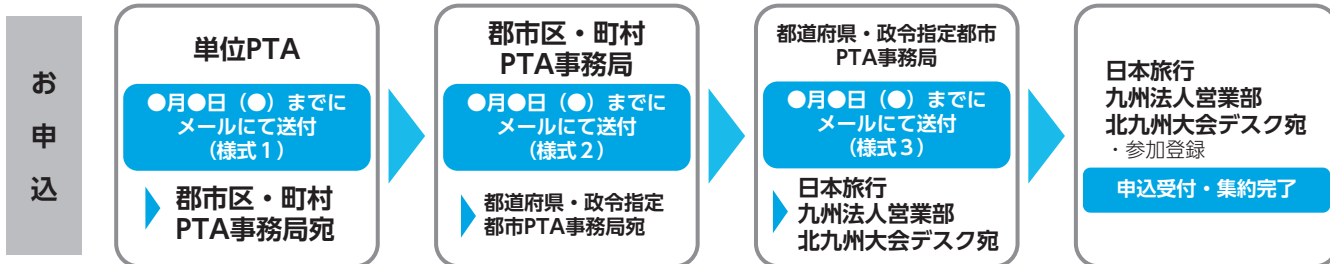 お
申
込
単位PTA
●月●日（●）までに
メールにて送付
（様式１）
郡市区・町村
PTA事務局宛
郡市区・町村
PTA事務局
●月●日（●）までに
メールにて送付
（様式２）
都道府県・政令指定
都市PTA事務局宛
都道府県・政令指定都市
PTA事務局
●月●日（●）までに
メールにて送付
（様式３）
日本旅行
九州法人営業部
北九州大会デスク宛
日本旅行
九州法人営業部
北九州大会デスク宛
・参加登録
申込受付・集約完了